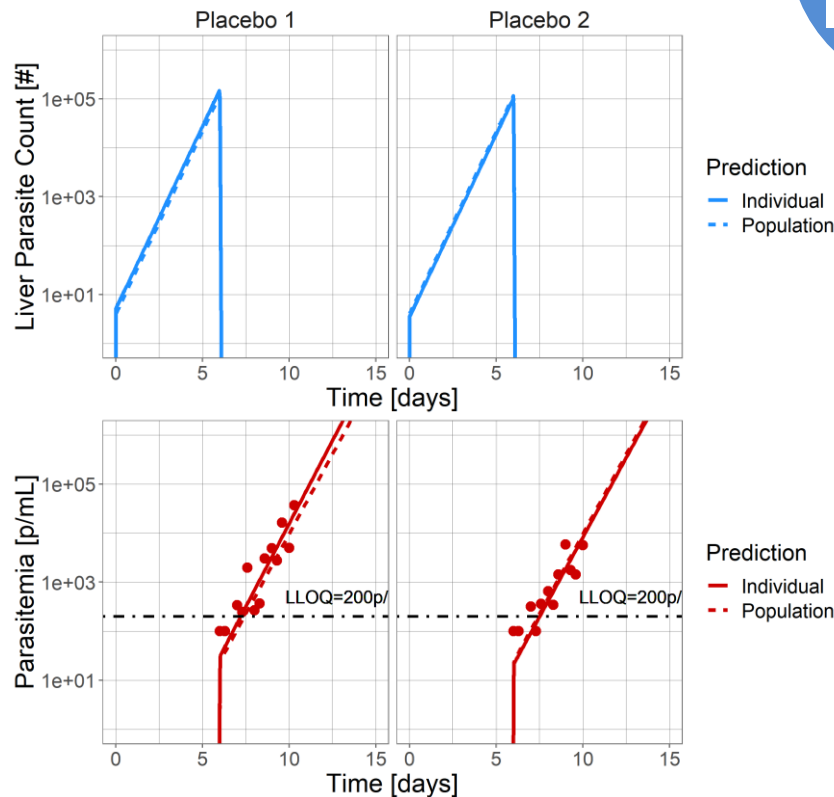 Placebo 1 Placebo 2
Liver Parasite Count [#]
1e+05
1e+03
1e+01
0 5 10 15 0 5 10 15
Time [days]
Prediction
Individual
Population
Parasitemia [p/mL]
1e+05
1e+03
1e+01
LLOQ=200p/ LLOQ=200p/
0 5 10 15 0 5 10 15
Time [days]
Prediction
Individual
Population